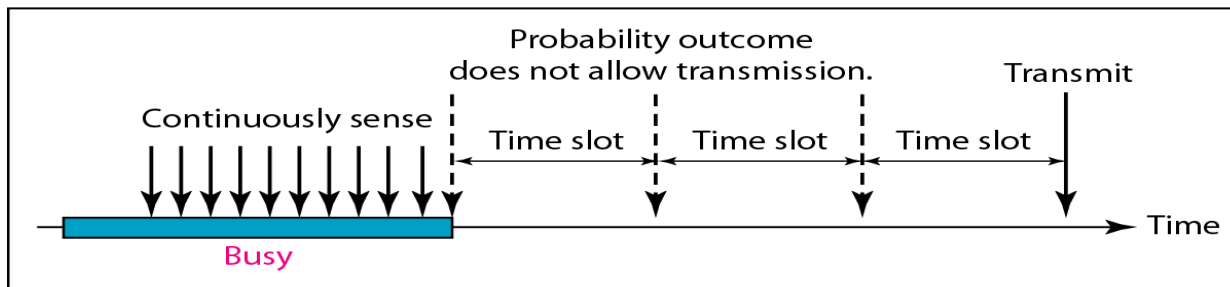 Probability outcome
does not allow transmission.
Transmit
Continuously sense
Time slot
Time slot
Time slot
Time
Busy